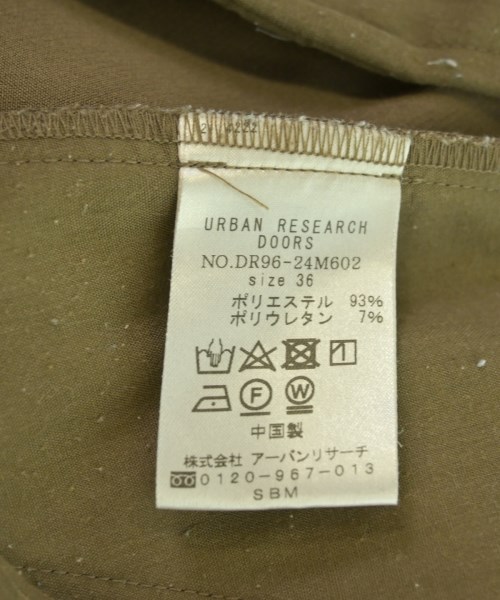 URBAN RESEARCH
DOORS
NO.DR96-24M602
size 36
ポリエステル 93%
ポリウレタン 7%
F W
中国製
株式会社 アーバンリサーチ
0120-967-013
SBM